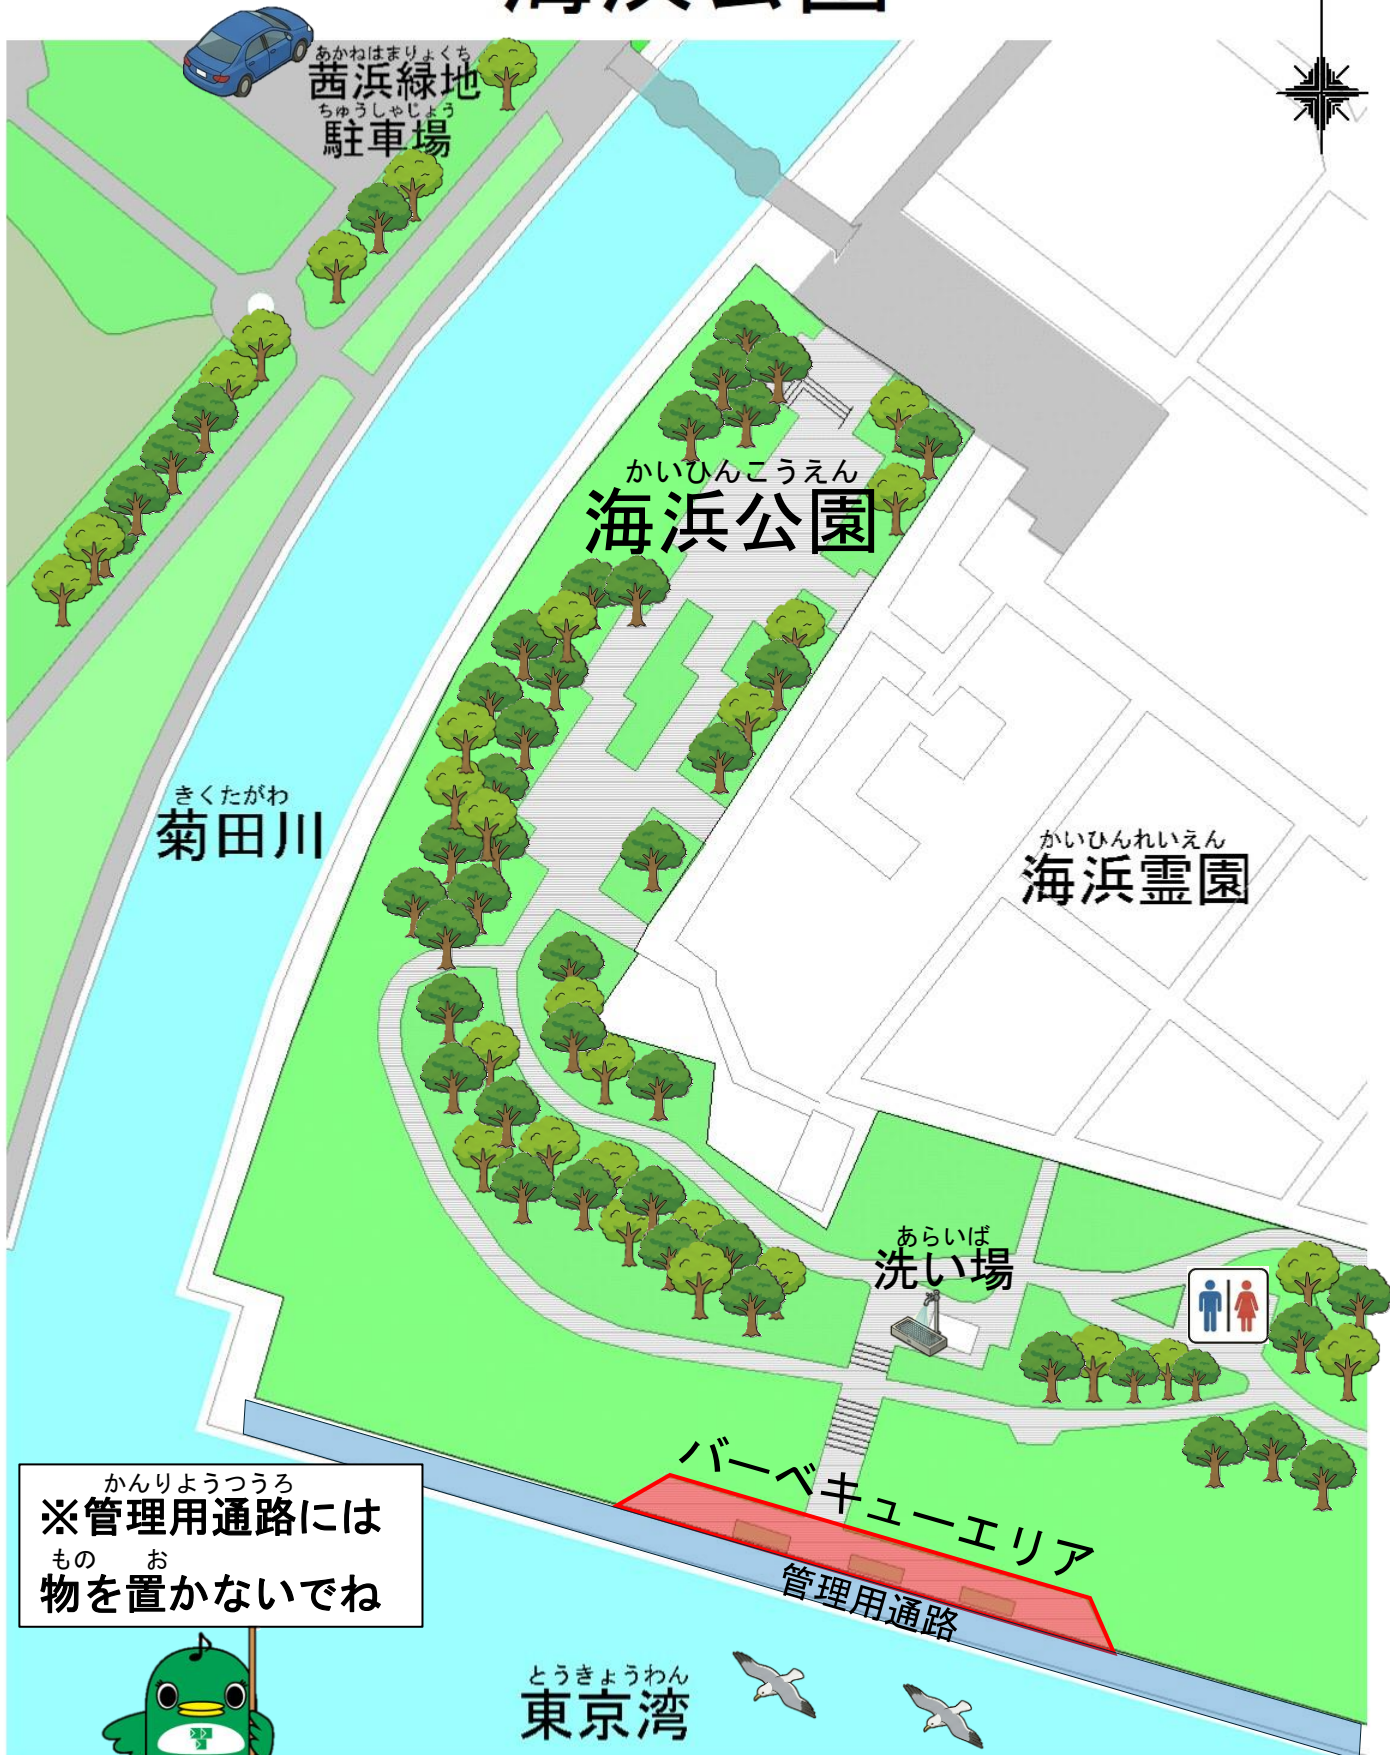 海浜公園
あかねはまりょくち
茜浜緑地
ちゅうしゃじょう
駐車場
かいひんこうえん
海浜公園
きくたがわ
菊田川
かいひんれいえん
海浜霊園
あらいば
洗い場
バーベキューエリア
管理用通路
かんりようつうろ
※管理用通路には
もの お
物を置かないでね
とうきょうわん
東京湾